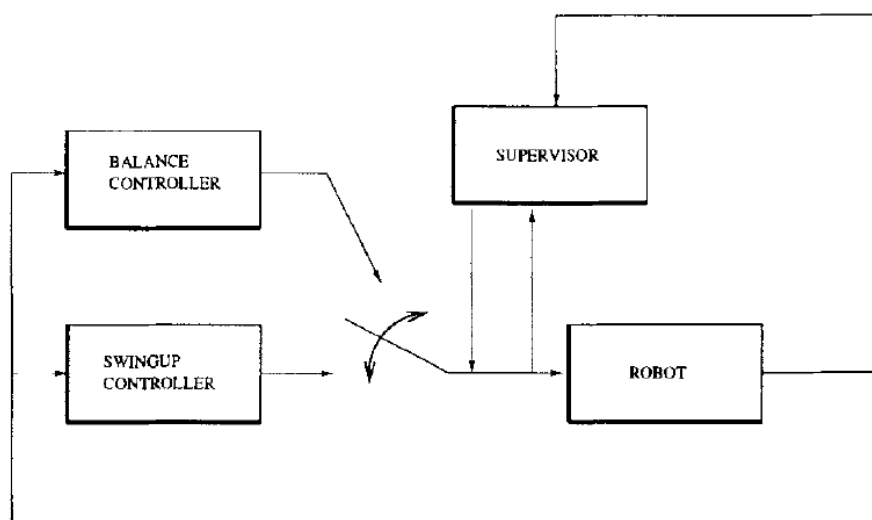 BALANCE
CONTROLLER
SUPERVISOR
SWINGUP
CONTROLLER
ROBOT